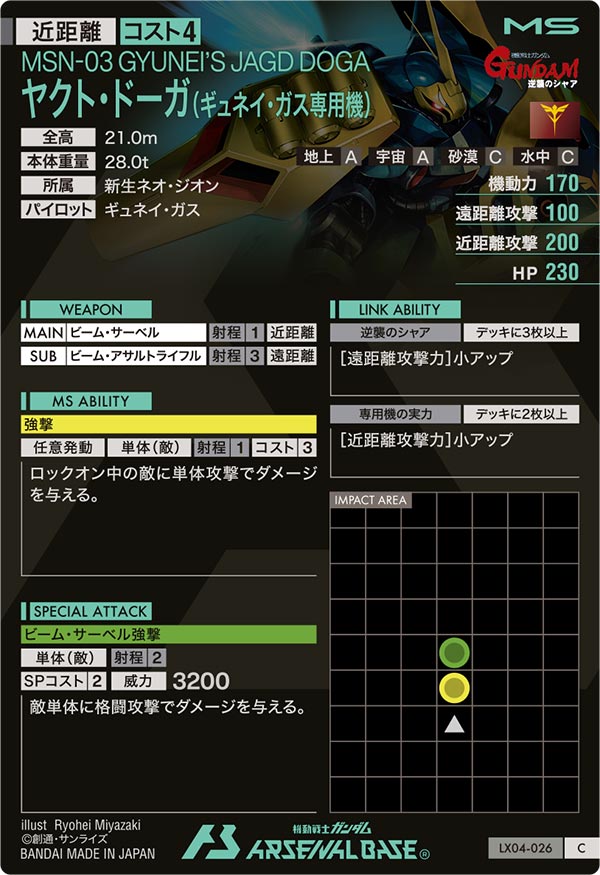 近距離 コスト4 MS
MSN-03 GYUNEI'S JAGD DOGA
ヤクト・ドーガ(ギュネイ・ガス専用機)
機動戦士ガンダム
GUNDAM
逆襲のシャア
全高 21.0m
本体重量 28.0t
所属 新生ネオ・ジオン
パイロット ギュネイ・ガス
地上 A 宇宙 A 砂漠 C 水中 C
機動力 170
遠距離攻撃 100
近距離攻撃 200
HP 230
WEAPON
MAIN ビーム・サーベル 射程 1 近距離
SUB ビーム・アサルトライフル 射程 3 遠距離
MS ABILITY
強撃
任意発動 単体(敵) 射程 1 コスト 3
ロックオン中の敵に単体攻撃でダメージ
を与える。
SPECIAL ATTACK
ビーム・サーベル強撃
単体(敵) 射程 2
SPコスト 2 威力 3200
敵単体に格闘攻撃でダメージを与える。
LINK ABILITY
逆襲のシャア デッキに3枚以上
[遠距離攻撃力]小アップ
専用機の実力 デッキに2枚以上
[近距離攻撃力]小アップ
IMPACT AREA
illust Ryohei Miyazaki
©創通・サンライズ
BANDAI MADE IN JAPAN
機動戦士ガンダム
AB ARSENAL BASE ®
LX04-026 C